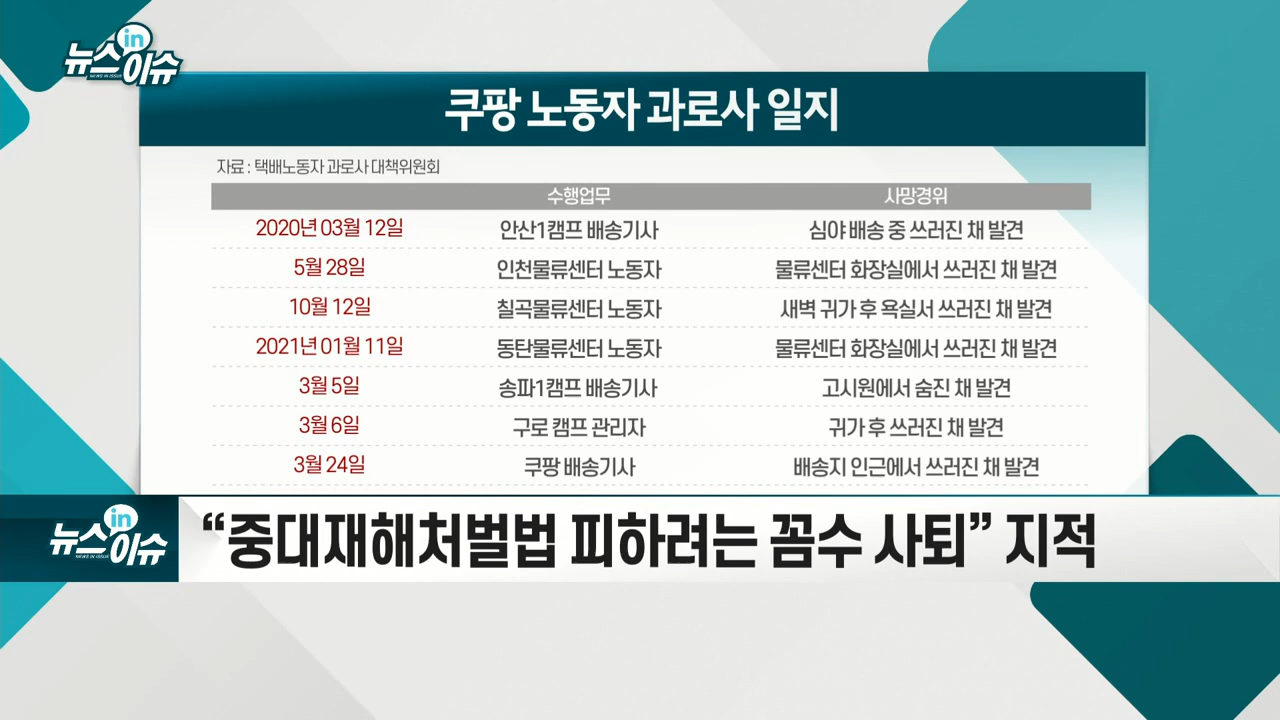 뉴스in이슈
NEWS IN ISSUE
쿠팡 노동자 과로사 일지
자료 : 택배노동자 과로사 대책위원회
수행업무 사망경위
2020년 03월 12일 안산1캠프 배송기사 심야 배송 중 쓰러진 채 발견
5월 28일 인천물류센터 노동자 물류센터 화장실에서 쓰러진 채 발견
10월 12일 칠곡물류센터 노동자 새벽 귀가 후 욕실서 쓰러진 채 발견
2021년 01월 11일 동탄물류센터 노동자 물류센터 화장실에서 쓰러진 채 발견
3월 5일 송파1캠프 배송기사 고시원에서 숨진 채 발견
3월 6일 구로 캠프 관리자 귀가 후 쓰러진 채 발견
3월 24일 쿠팡 배송기사 배송지 인근에서 쓰러진 채 발견
뉴스in이슈
NEWS IN ISSUE
“중대재해처벌법 피하려는 꼼수 사퇴” 지적